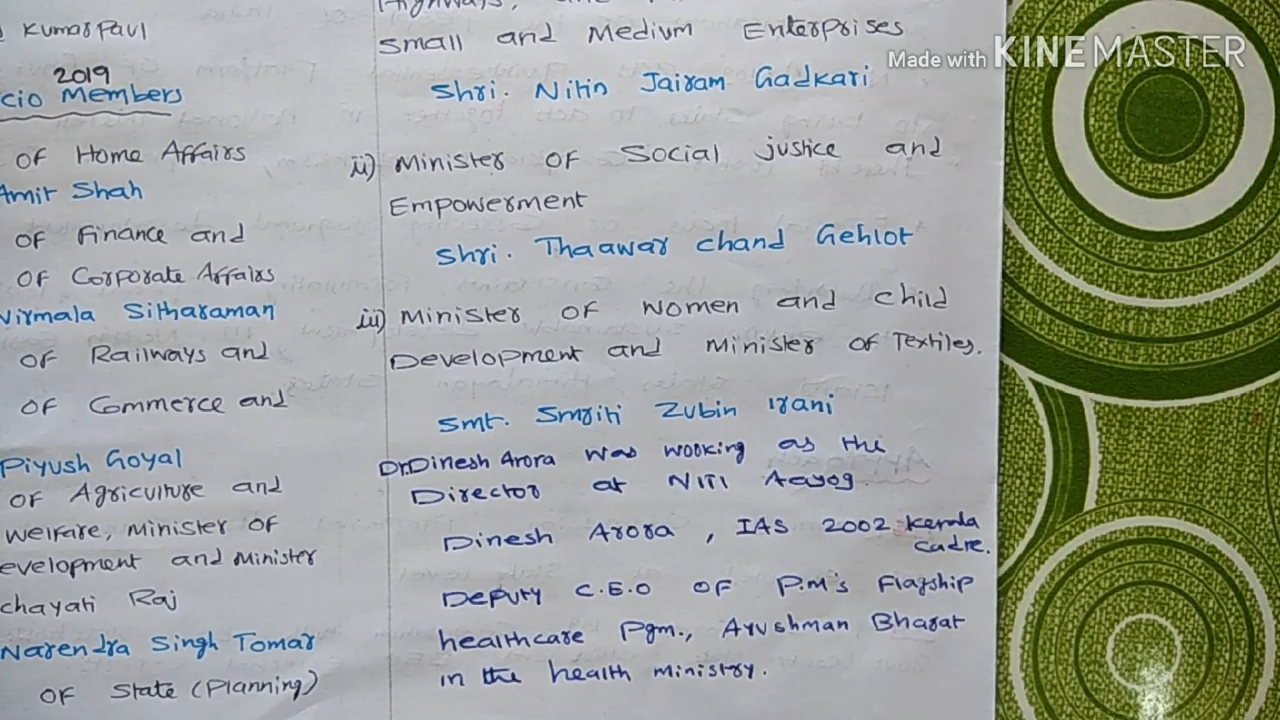 Kumar Paul
2019
cio Members
of Home Affairs
Amit Shah
of Finance and
of Corporate Affairs
Nirmala Sitharaman
of Railways and
of Commerce and
Piyush Goyal
of Agriculture and
welfare, Minister of
evelopment and Minister
chayati Raj
Narendra Singh Tomar
of State (Planning)
Small and Medium Enterprises
Shri. Nitin Jairam Gadkari
ii) Minister of Social justice and
Empowerment
Shri. Thaawar chand Gehlot
iii) Minister of Women and child
Development and Minister of Textiles.
Smt. Smriti Zubin Irani
Dr.Dinesh Arora was wooking as the
Director at NITI Aayog
Dinesh Arora, IAS 2002 Kerala
cadre.
Deputy C.E.O of P.M's Flagship
healthcare Pgm., Ayushman Bharat
in the health ministry.
Made with KINEMASTER